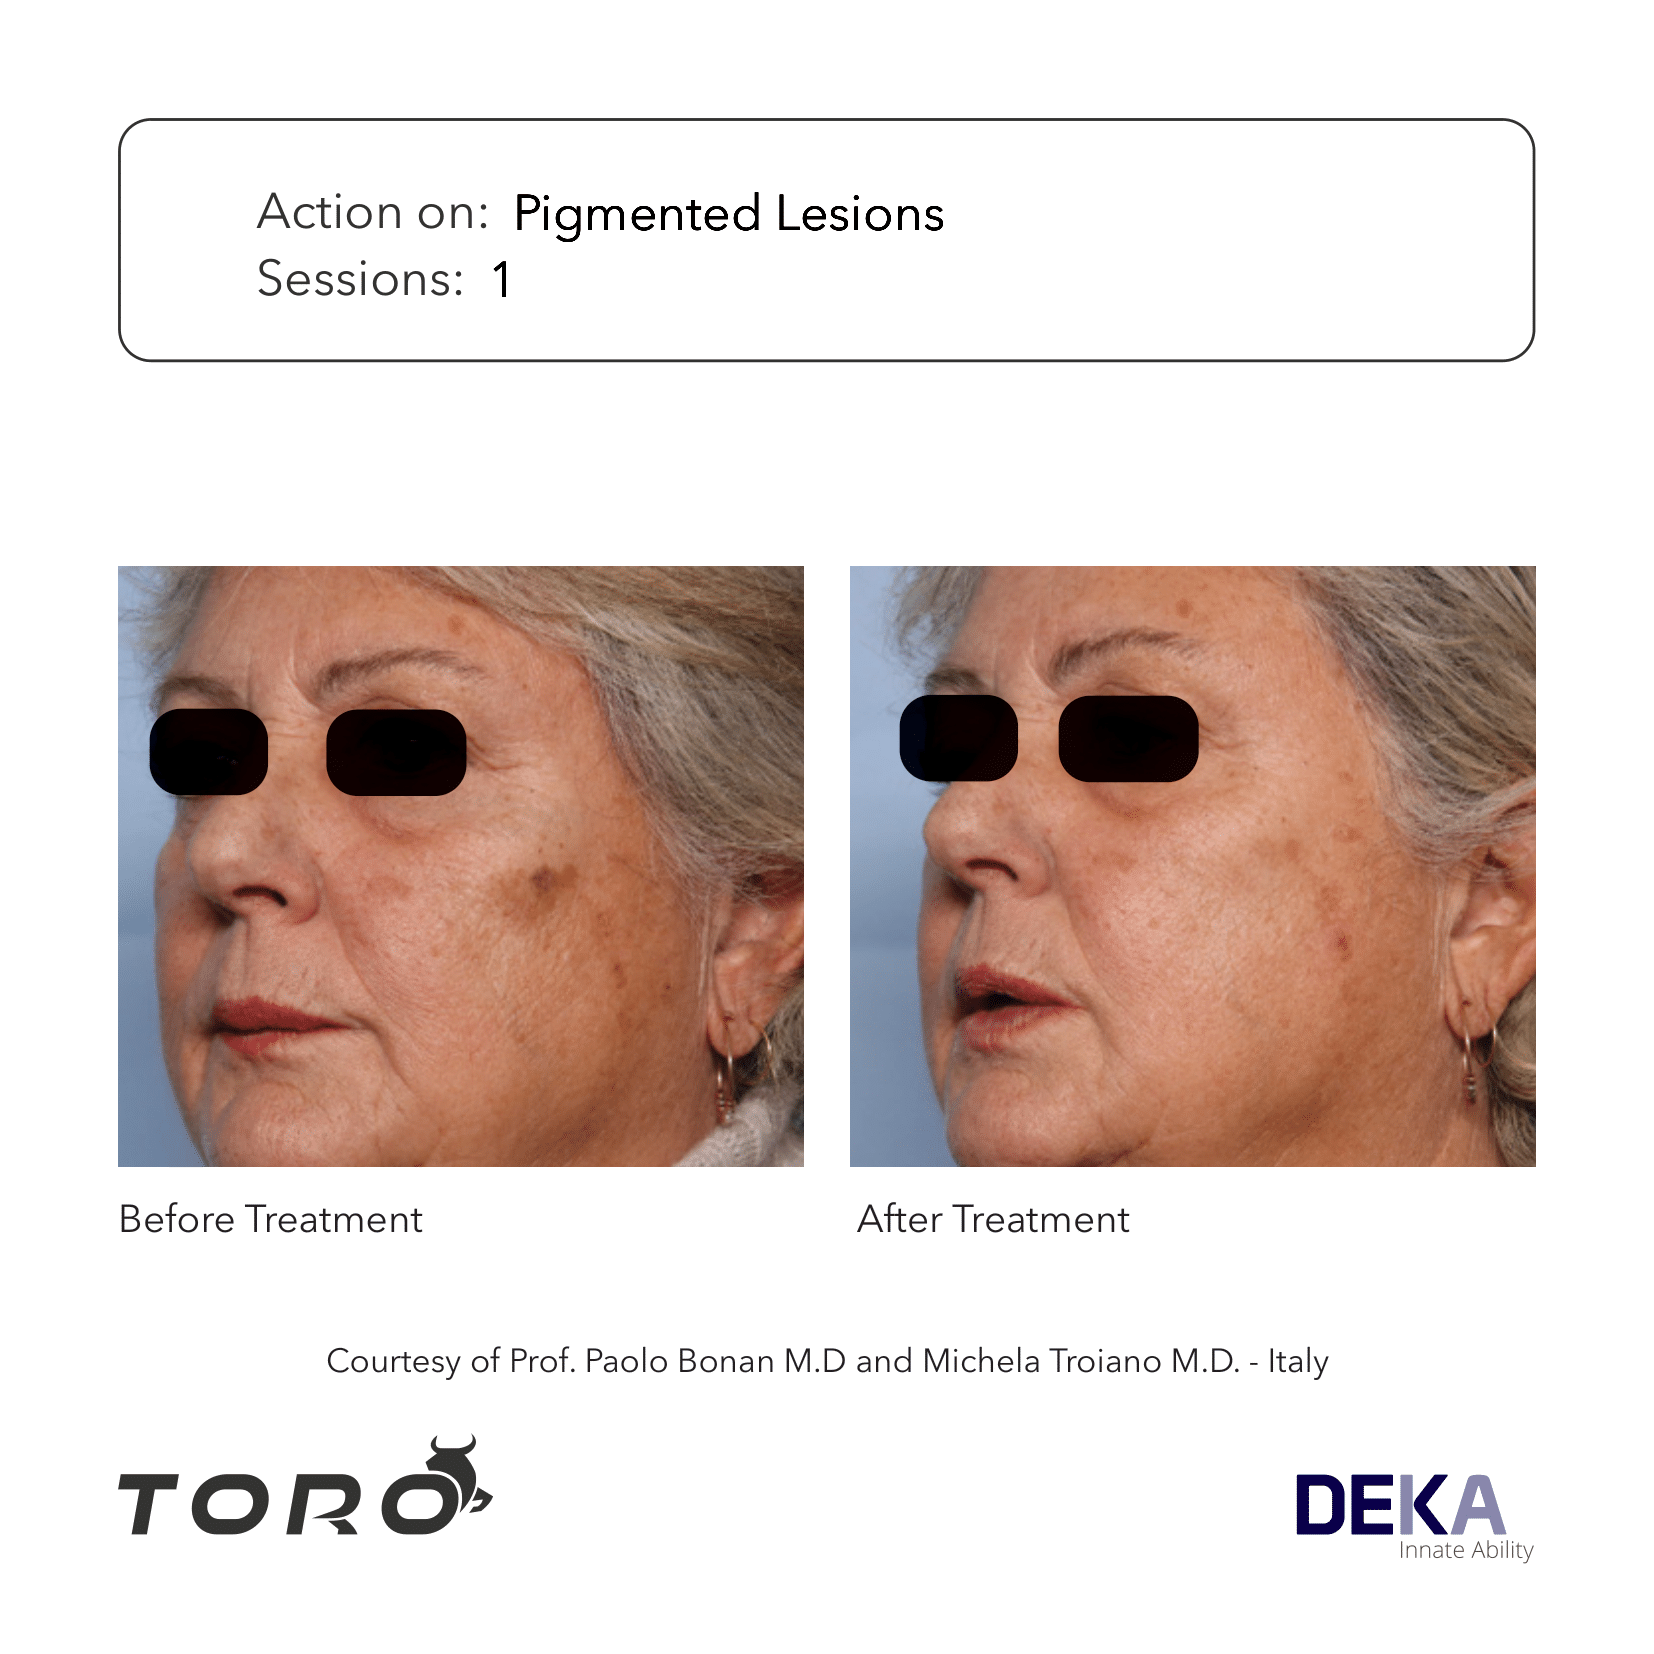 Action on: Pigmented Lesions
Sessions: 1
Before Treatment
After Treatment
Courtesy of Prof. Paolo Bonan M.D and Michela Troiano M.D. - Italy
TORO
DEKA
Innate Ability